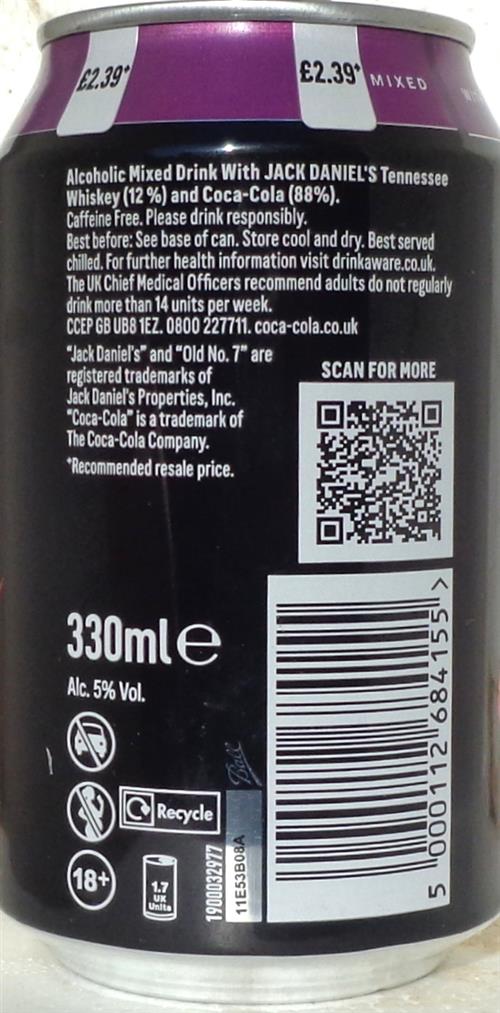 £2.39*
£2.39*
MIXED
Alcoholic Mixed Drink With JACK DANIEL'S Tennessee
Whiskey (12 %) and Coca-Cola (88%).
Caffeine Free. Please drink responsibly.
Best before: See base of can. Store cool and dry. Best served
chilled. For further health information visit drinkaware.co.uk.
The UK Chief Medical Officers recommend adults do not regularly
drink more than 14 units per week.
CCEP GB UB8 1EZ. 0800 227711. coca-cola.co.uk
"Jack Daniel's" and "Old No. 7" are
registered trademarks of
Jack Daniel's Properties, Inc.
"Coca-Cola" is a trademark of
The Coca-Cola Company.
*Recommended resale price.
SCAN FOR MORE
330ml e
Alc. 5% Vol.
Ball
Recycle
18+
1.7
UK
Units
1900032977
11E53B08A
5 000112 684155 >